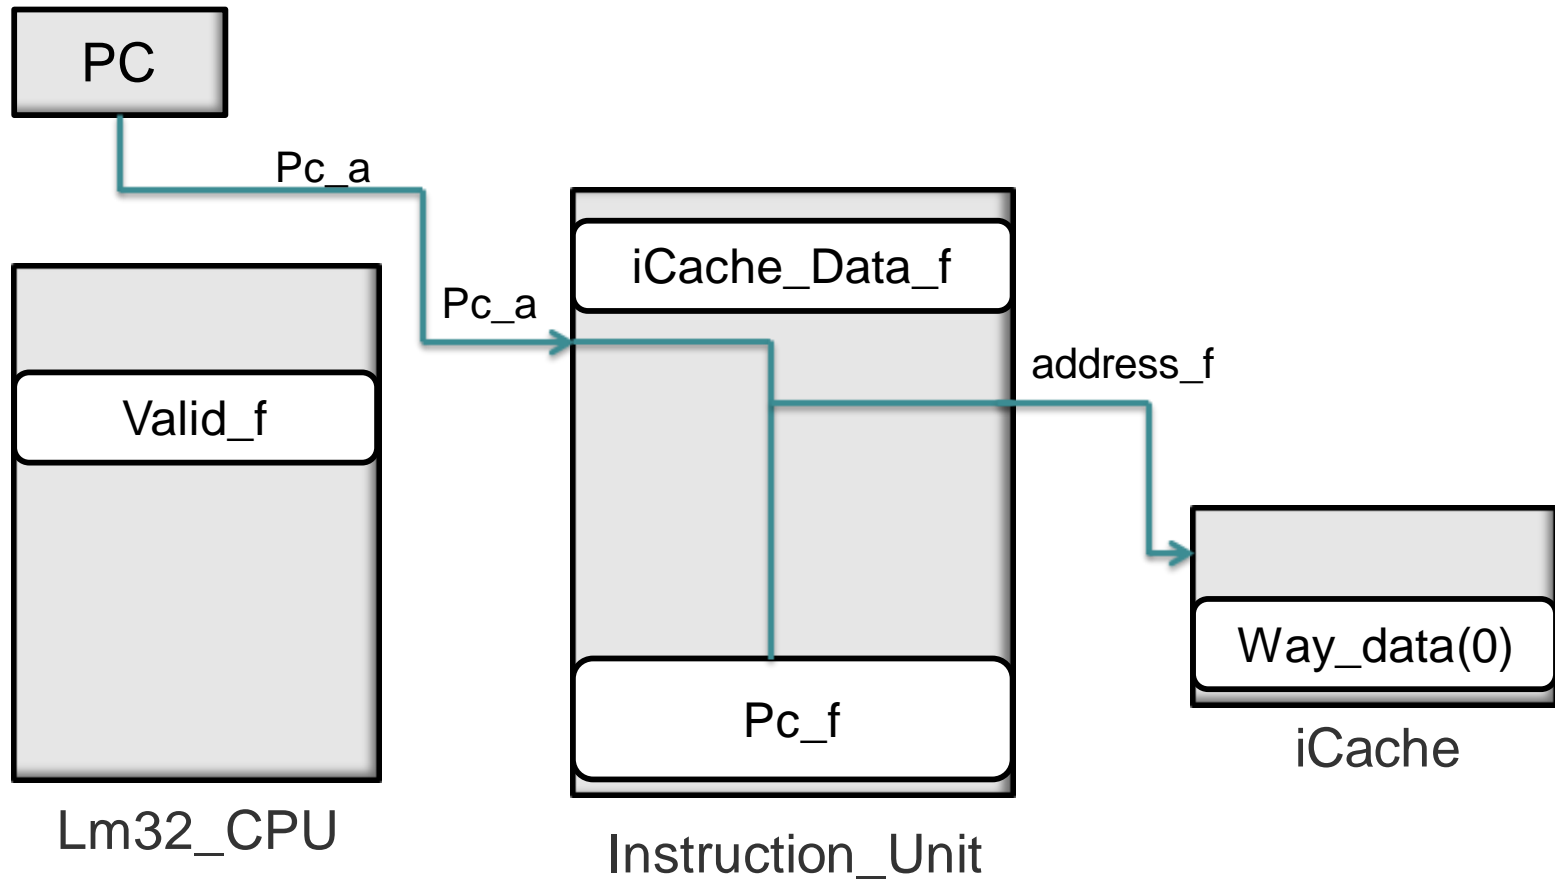 PC
Pc_a
iCache_Data_f
Pc_a
address_f
Valid_f
Way_data(0)
Pc_f
iCache
Lm32_CPU
Instruction_Unit